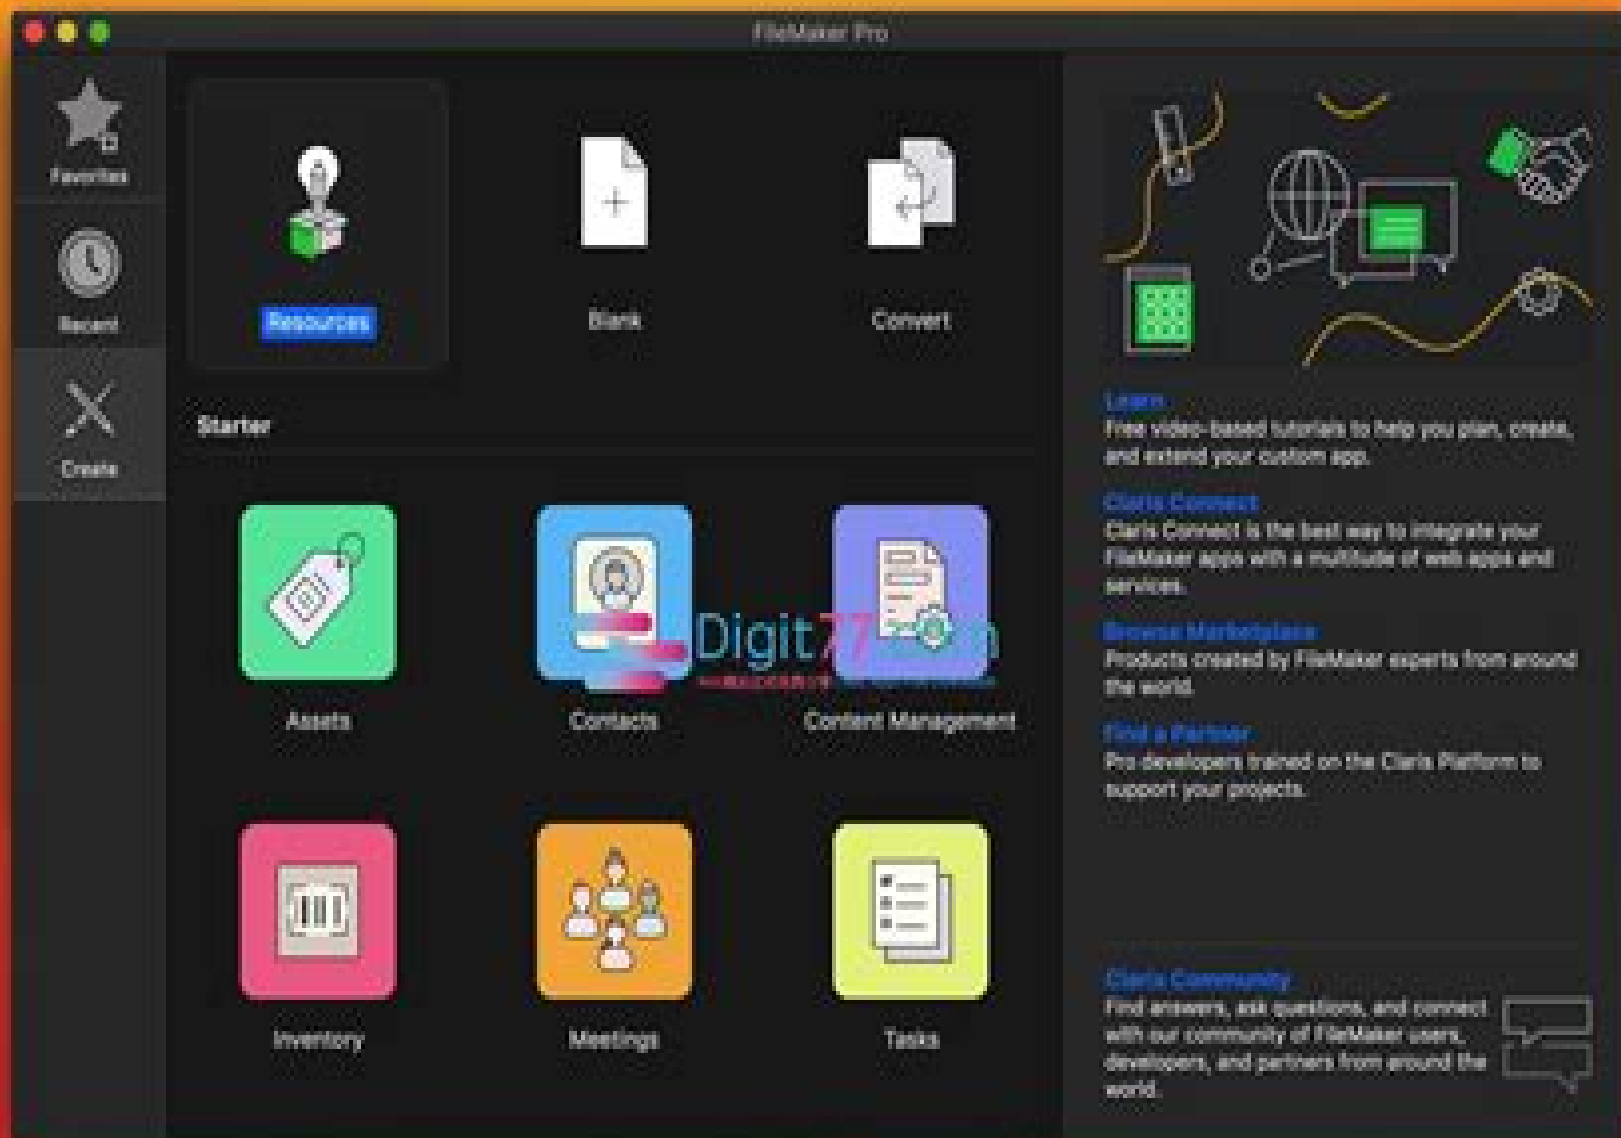 FileMaker Pro
Favorites
Recent
Create
Resources
Blank
Convert
Starter
Assets
Contacts
Content Management
Inventory
Meetings
Tasks
Digit77
Learn
Free video-based tutorials to help you plan, create,
and extend your custom app.
Claris Connect
Claris Connect is the best way to integrate your
FileMaker apps with a multitude of web apps and
services.
Browse Marketplace
Products created by FileMaker experts from around
the world.
Find a Partner
Pro developers trained on the Claris Platform to
support your projects.
Claris Community
Find answers, ask questions, and connect
with our community of FileMaker users,
developers, and partners from around the
world.